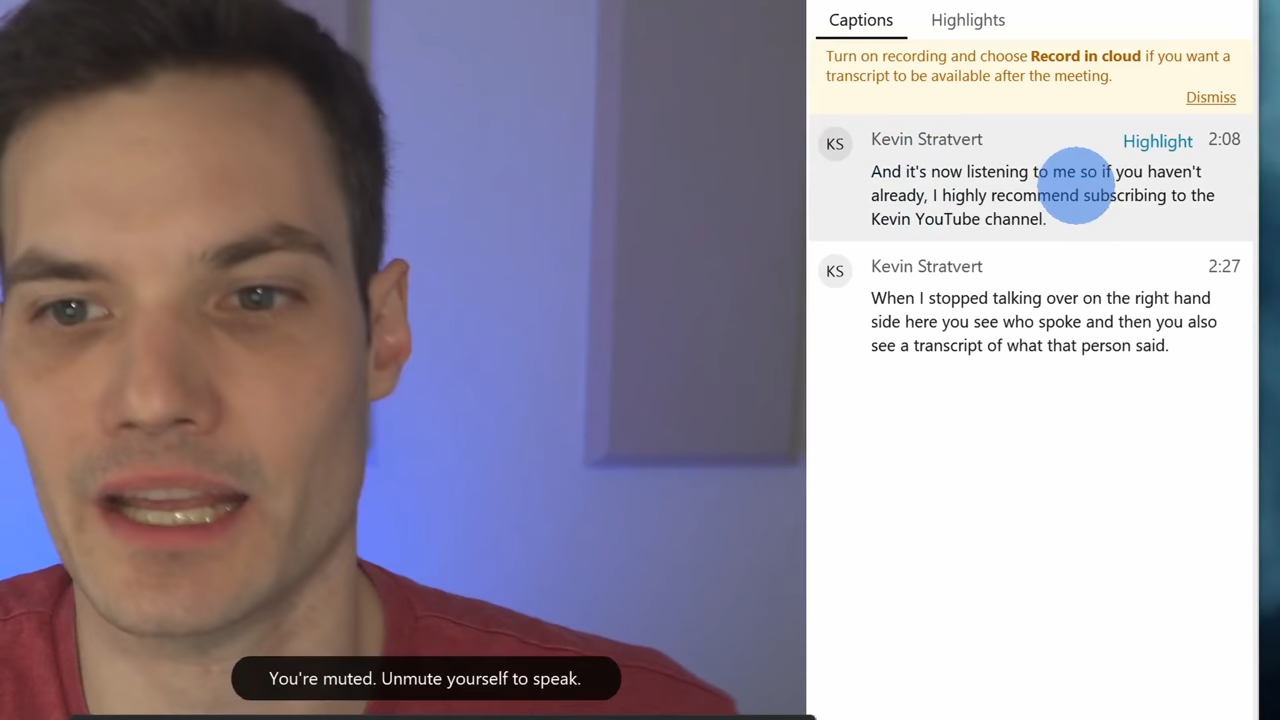 Captions Highlights
Turn on recording and choose Record in cloud if you want a
transcript to be available after the meeting.
Dismiss
KS Kevin Stratvert Highlight 2:08
And it's now listening to me so if you haven't
already, I highly recommend subscribing to the
Kevin YouTube channel.
KS Kevin Stratvert 2:27
When I stopped talking over on the right hand
side here you see who spoke and then you also
see a transcript of what that person said.
You're muted. Unmute yourself to speak.